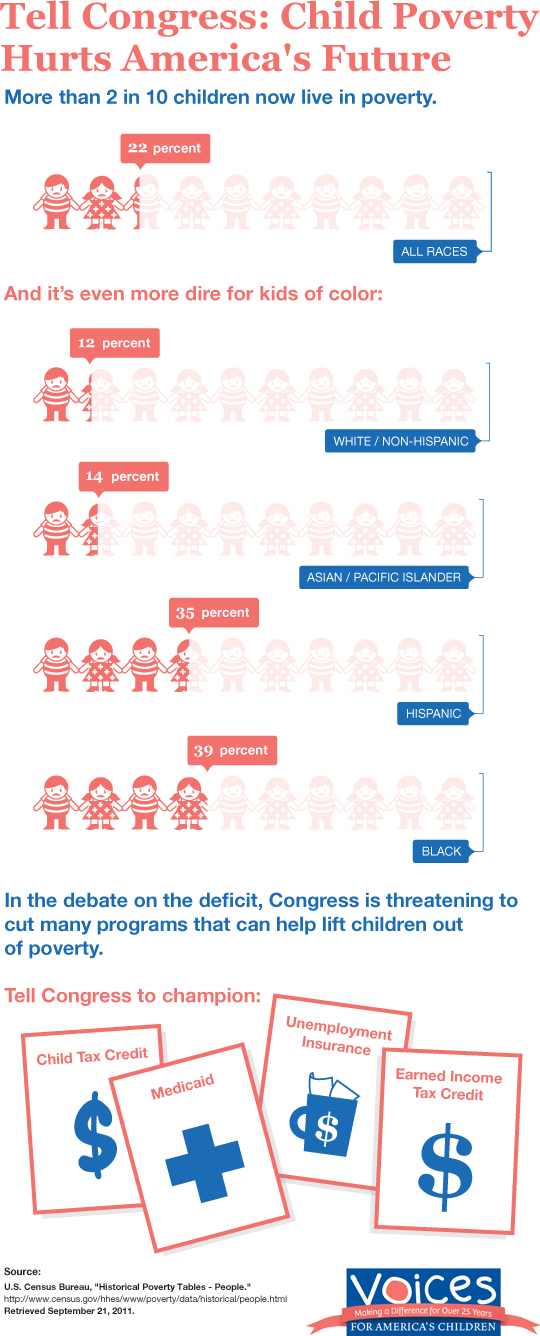 Tell Congress: Child Poverty
Hurts America's Future
More than 2 in 10 children now live in poverty.
22 percent
ALL RACES
And it's even more dire for kids of color:
12 percent
WHITE / NON-HISPANIC
14 percent
ASIAN / PACIFIC ISLANDER
35 percent
HISPANIC
39 percent
BLACK
In the debate on the deficit, Congress is threatening to
cut many programs that can help lift children out
of poverty.
Tell Congress to champion:
Child Tax Credit
$
Medicaid
Unemployment
Insurance
$
Earned Income
Tax Credit
$
Source:
U.S. Census Bureau, "Historical Poverty Tables - People."
http://www.census.gov/hhes/www/poverty/data/historical/people.html
Retrieved September 21, 2011.
VOICES
Making a Difference for Over 25 Years
FOR AMERICA'S CHILDREN